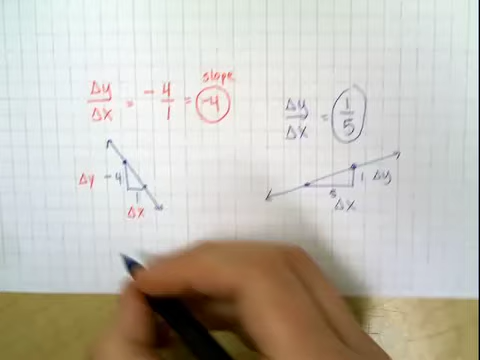 slope
Δy/Δx = -4/1 = -4
Δy/Δx = 1/5
Δy -4
1
Δx
1 Δy
5
Δx